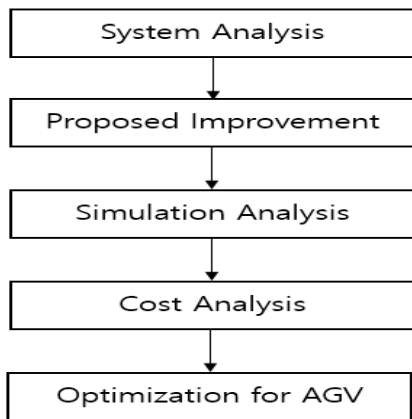 System Analysis
Proposed Improvement
Simulation Analysis
Cost Analysis
Optimization for AGV